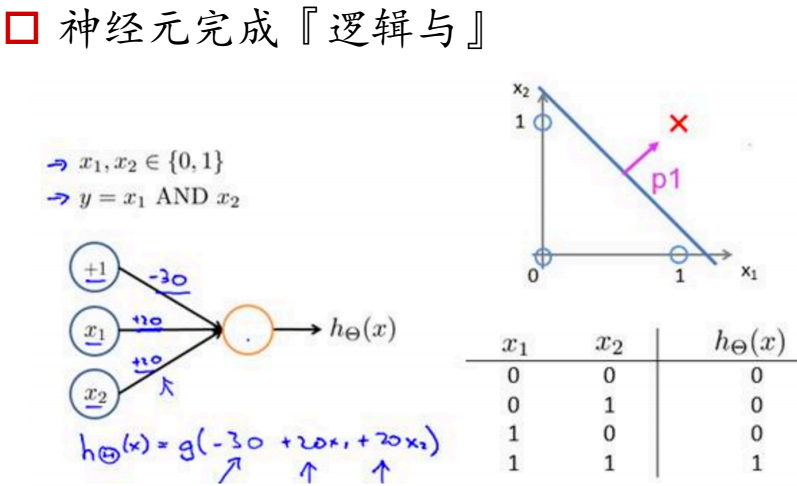 神经元完成『逻辑与』
→ x₁, x₂ ∈ {0, 1}
→ y = x₁ AND x₂
+1
-30
x₁
+20
x₂
+20
h_Θ(x)
h_Θ(x) = g(-30 + 20x₁ + 20x₂)
x₂
1
p1
0
1
x₁
x₁ x₂ h_Θ(x)
0 0 0
0 1 0
1 0 0
1 1 1